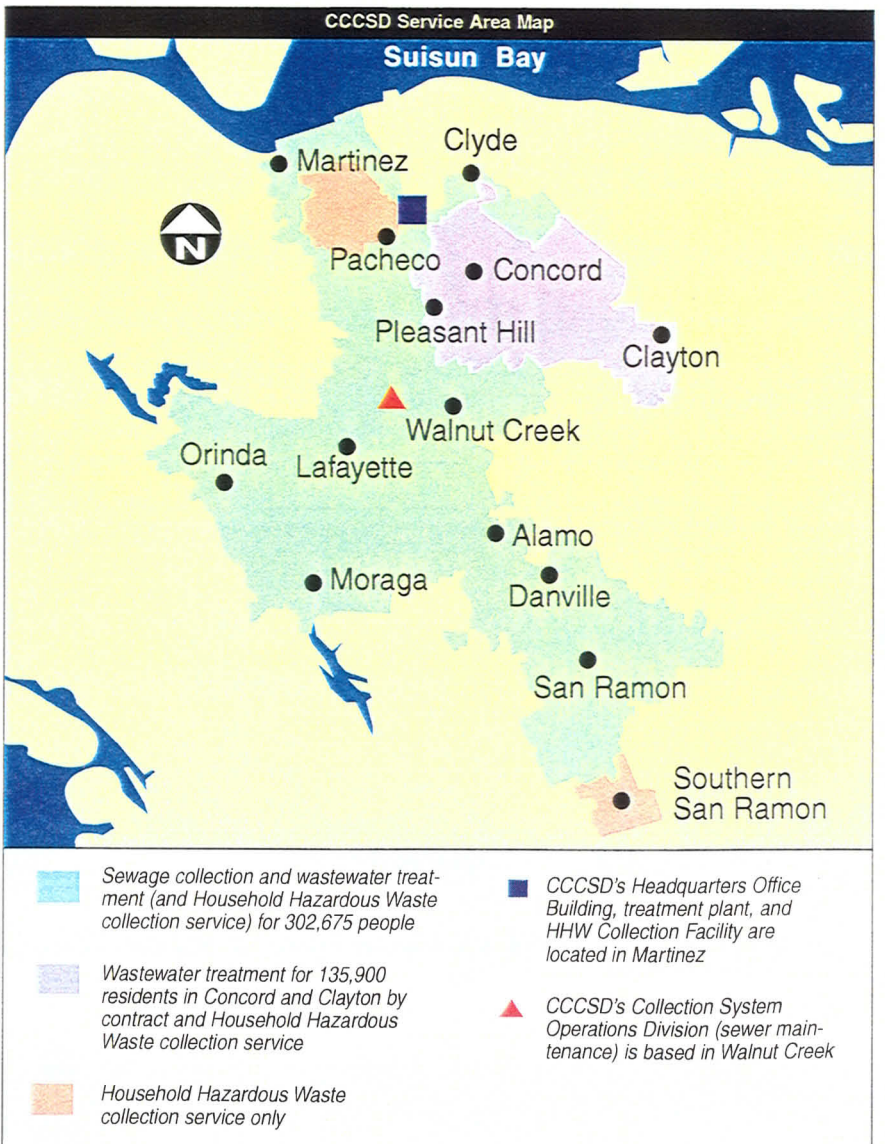 CCCSD Service Area Map
Suisun Bay
Martinez
Clyde
N
Pacheco
Concord
Pleasant Hill
Clayton
Walnut Creek
Orinda
Lafayette
Alamo
Moraga
Danville
San Ramon
Southern
San Ramon
Sewage collection and wastewater treat-
ment (and Household Hazardous Waste
collection service) for 302,675 people
Wastewater treatment for 135,900
residents in Concord and Clayton by
contract and Household Hazardous
Waste collection service
Household Hazardous Waste
collection service only
CCCSD's Headquarters Office
Building, treatment plant, and
HHW Collection Facility are
located in Martinez
CCCSD's Collection System
Operations Division (sewer main-
tenance) is based in Walnut Creek